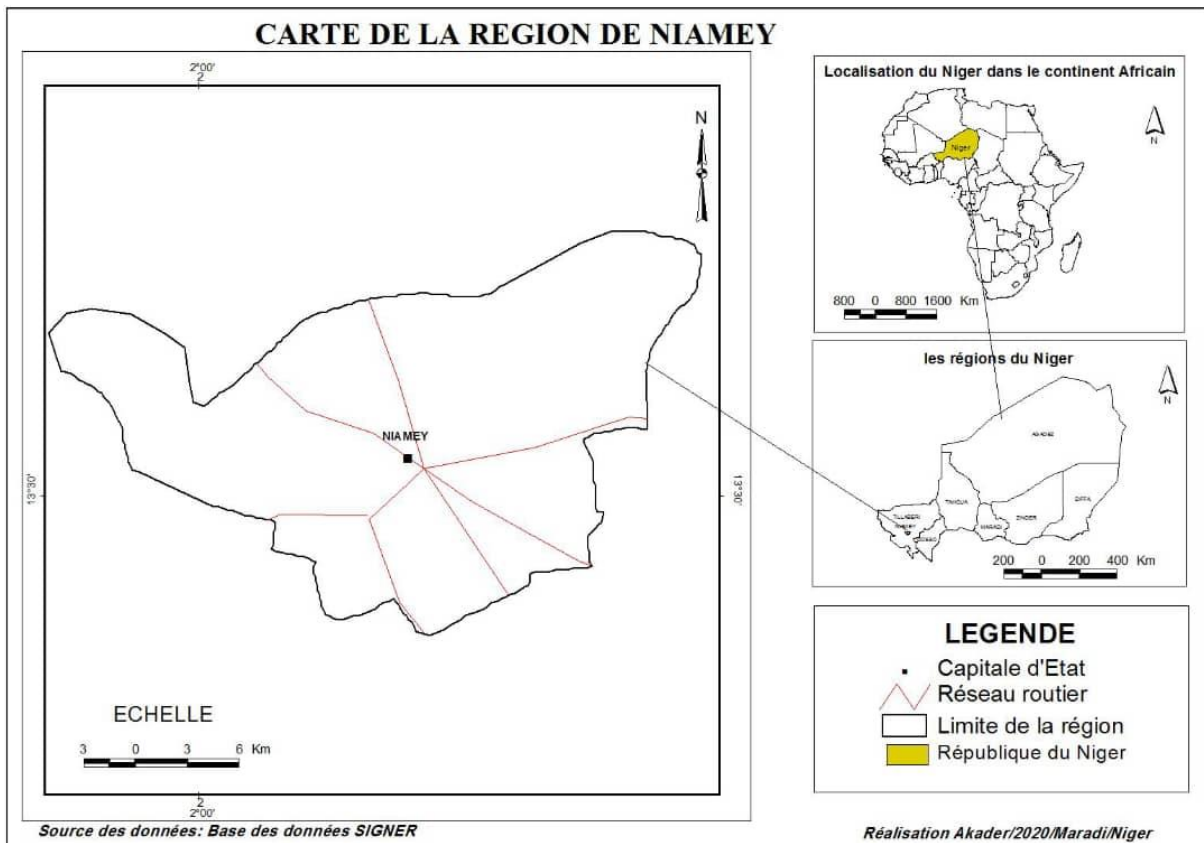 CARTE DE LA REGION DE NIAMEY
2°00'
2
N
NIAMEY
13°30'
13°30'
ECHELLE
3 0 3 6 Km
2
2°00'
Source des données: Base des données SIGNER
Localisation du Niger dans le continent Africain
N
Niger
800 0 800 1600 Km
les régions du Niger
N
AGADEZ
TAHOUA
DIFFA
ZINDER
MARADI
TILLABERI
NIAMEY
DOSSO
200 0 200 400 Km
LEGENDE
Capitale d'Etat
Réseau routier
Limite de la région
République du Niger
Réalisation Akader/2020/Maradi/Niger